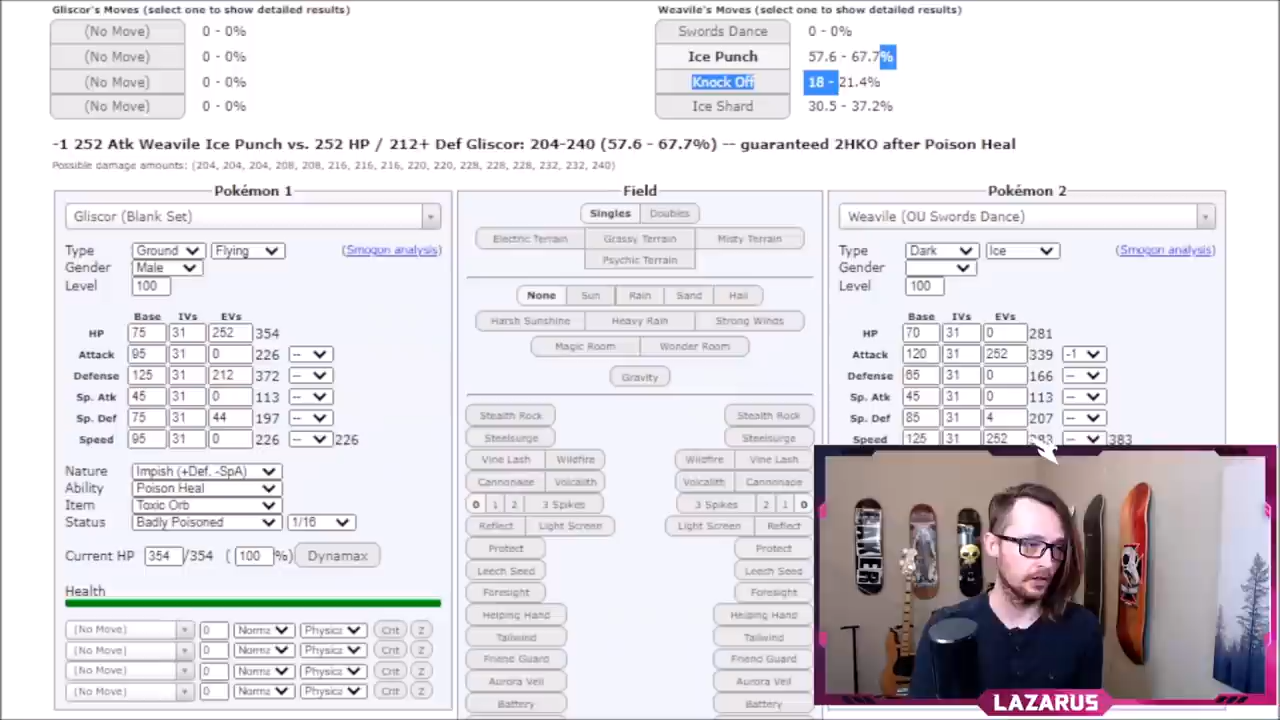 Gliscor's Moves (select one to show detailed results)
Weavile's Moves (select one to show detailed results)
(No Move) 0 - 0%
Swords Dance 0 - 0%
(No Move) 0 - 0%
Ice Punch 57.6 - 67.7%
(No Move) 0 - 0%
Knock Off 18 - 21.4%
(No Move) 0 - 0%
Ice Shard 30.5 - 37.2%
-1 252 Atk Weavile Ice Punch vs. 252 HP / 212+ Def Gliscor: 204-240 (57.6 - 67.7%) -- guaranteed 2HKO after Poison Heal
Possible damage amounts: (204, 204, 204, 208, 208, 216, 216, 216, 220, 220, 228, 228, 228, 232, 232, 240)
Pokémon 1
Gliscor (Blank Set)
Type Ground Flying (Smogon analysis)
Gender Male
Level 100
Base IVs EVs
HP 75 31 252 354
Attack 95 31 0 226 --
Defense 125 31 212 372 --
Sp. Atk 45 31 0 113 --
Sp. Def 75 31 44 197 --
Speed 95 31 0 226 -- 226
Nature Impish (+Def, -SpA)
Ability Poison Heal
Item Toxic Orb
Status Badly Poisoned 1/16
urrent HP 354 /354 ( 100 %) Dynamax
Health
(No Move) 0 Norma Physica Crit Z
(No Move) 0 Norma Physica Crit Z
(No Move) 0 Norma Physica Crit Z
(No Move) 0 Norma Physica Crit Z
Field
Singles Doubles
Electric Terrain Grassy Terrain Misty Terrain
Psychic Terrain
None Sun Rain Sand Hail
Harsh Sunshine Heavy Rain Strong Winds
Magic Room Wonder Room
Gravity
Stealth Rock Stealth Rock
Steelsurge Steelsurge
Vine Lash Wildfire Wildfire Vine Lash
Cannonade Volcalith Volcalith Cannonade
0 1 2 3 Spikes 3 Spikes 2 1 0
Reflect Light Screen Light Screen Reflect
Protect Protect
Leech Seed Leech Seed
Foresight Foresight
Helping Hand Helping Hand
Tailwind Tailwind
Friend Guard Friend Guard
Aurora Veil Aurora Veil
Battery Battery
Pokémon 2
Weavile (OU Swords Dance)
Type Dark Ice (Smogon analysis)
Gender
Level 100
Base IVs EVs
HP 70 31 0 281
Attack 120 31 252 339 -1
Defense 65 31 0 166 --
Sp. Atk 45 31 0 113 --
Sp. Def 85 31 4 207 --
Speed 125 31 252 383 -- 383
LAZARUS